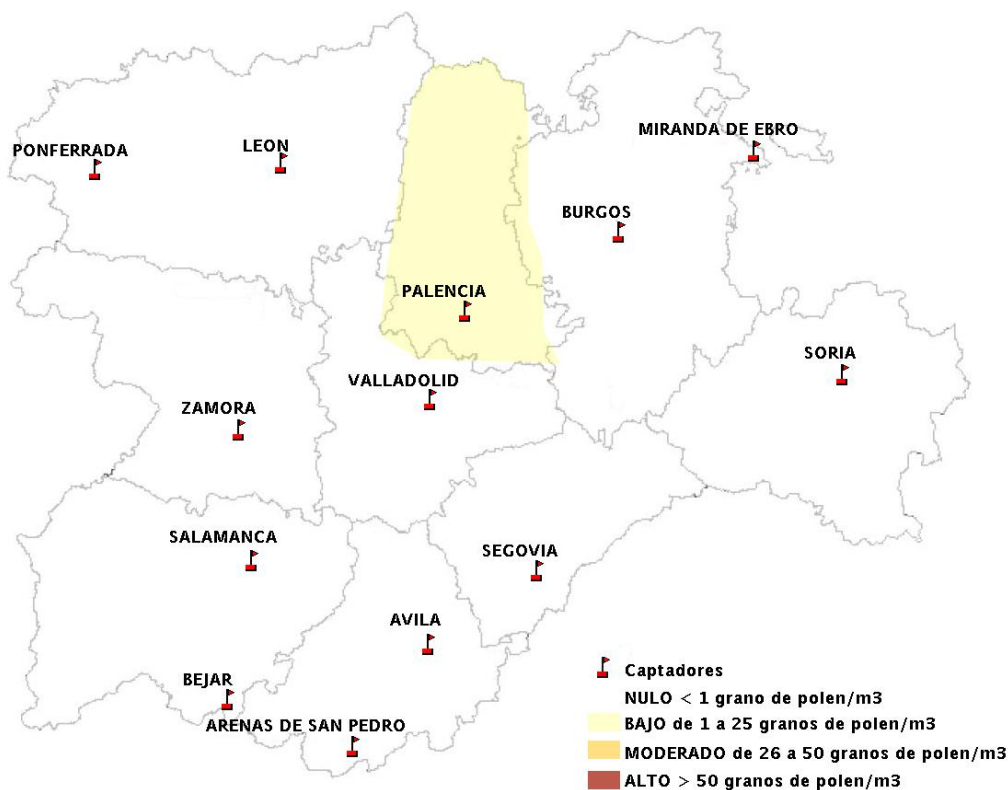 MIRANDA DE EBRO
PONFERRADA
LEON
BURGOS
PALENCIA
SORIA
VALLADOLID
ZAMORA
SALAMANCA
SEGOVIA
AVILA
BEJAR
ARENAS DE SAN PEDRO
Captadores
NULO < 1 grano de polen/m3
BAJO de 1 a 25 granos de polen/m3
MODERADO de 26 a 50 granos de polen/m3
ALTO > 50 granos de polen/m3